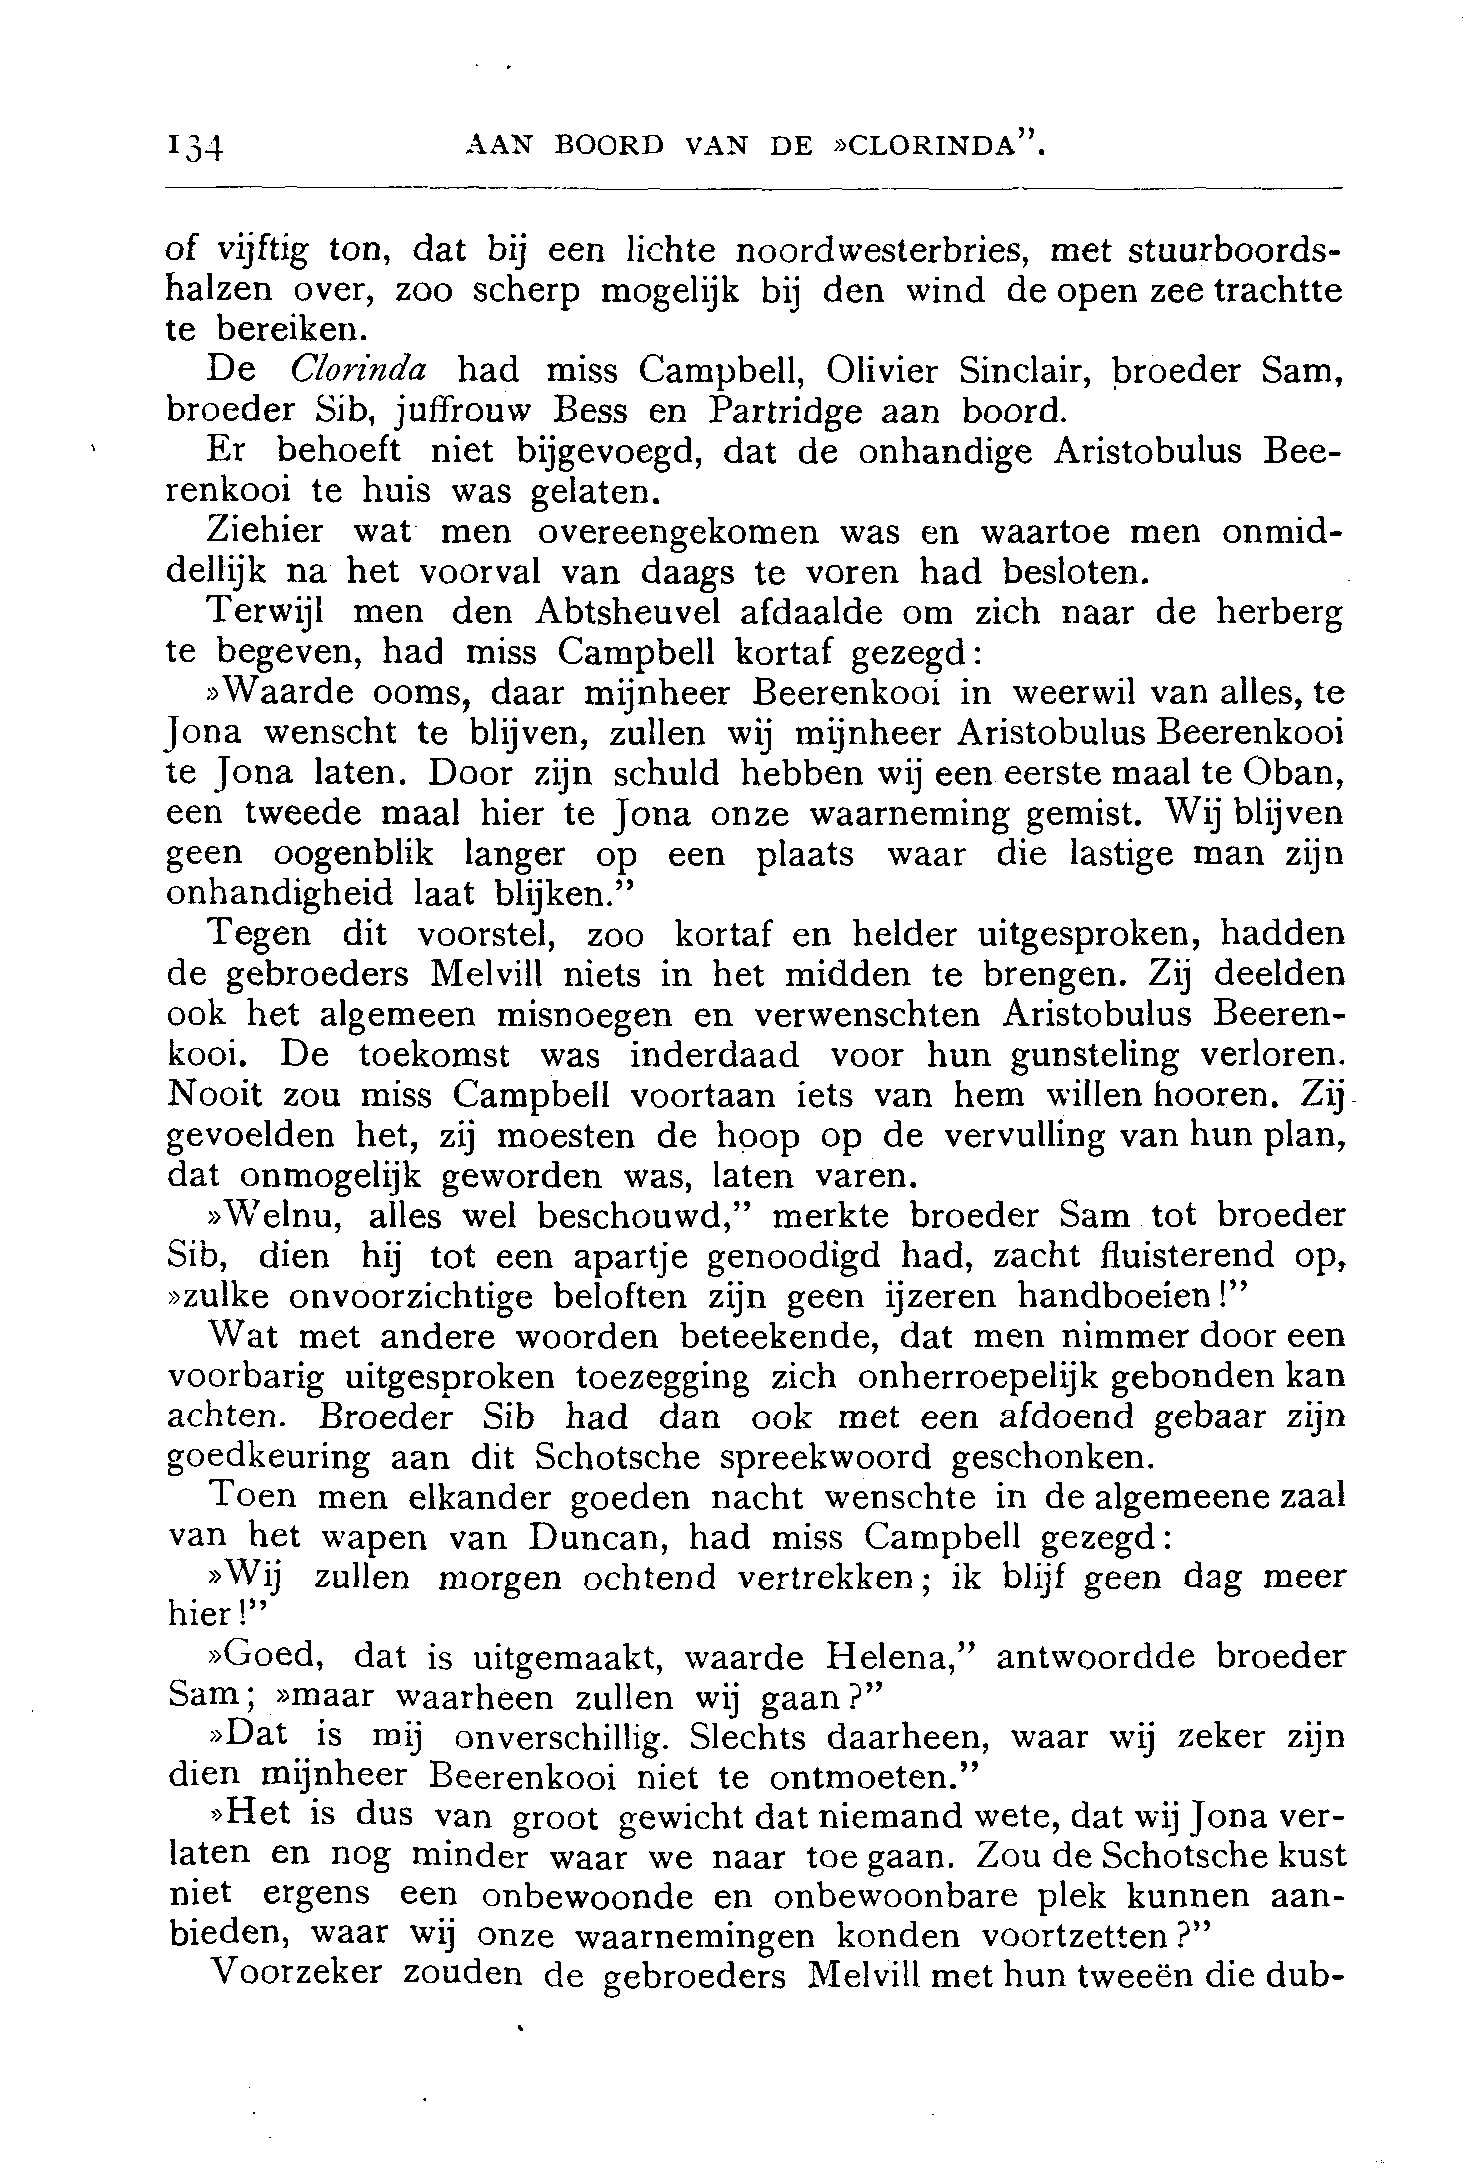 134 AAN BOORD VAN DE »CLORINDA”.
of vijftig ton, dat bij een lichte noordwesterbries, met stuurboords-
halzen over, zoo scherp mogelijk bij den wind de open zee trachtte
te bereiken.
De Clorinda had miss Campbell, Olivier Sinclair, broeder Sam,
broeder Sib, juffrouw Bess en Partridge aan boord.
Er behoeft niet bijgevoegd, dat de onhandige Aristobulus Bee-
renkooi te huis was gelaten.
Ziehier wat men overeengekomen was en waartoe men onmid-
dellijk na het voorval van daags te voren had besloten.
Terwijl men den Abtsheuvel afdaalde om zich naar de herberg
te begeven, had miss Campbell kortaf gezegd:
»Waarde ooms, daar mijnheer Beerenkooi in weerwil van alles, te
Jona wenscht te blijven, zullen wij mijnheer Aristobulus Beerenkooi
te Jona laten. Door zijn schuld hebben wij een eerste maal te Oban,
een tweede maal hier te Jona onze waarneming gemist. Wij blijven
geen oogenblik langer op een plaats waar die lastige man zijn
onhandigheid laat blijken.”
Tegen dit voorstel, zoo kortaf en helder uitgesproken, hadden
de gebroeders Melvill niets in het midden te brengen. Zij deelden
ook het algemeen misnoegen en verwenschten Aristobulus Beeren-
kooi. De toekomst was inderdaad voor hun gunsteling verloren.
Nooit zou miss Campbell voortaan iets van hem willen hooren. Zij
gevoelden het, zij moesten de hoop op de vervulling van hun plan,
dat onmogelijk geworden was, laten varen.
»Welnu, alles wel beschouwd,” merkte broeder Sam tot broeder
Sib, dien hij tot een apartje genoodigd had, zacht fluisterend op,
»zulke onvoorzichtige beloften zijn geen ijzeren handboeien!”
Wat met andere woorden beteekende, dat men nimmer door een
voorbarig uitgesproken toezegging zich onherroepelijk gebonden kan
achten. Broeder Sib had dan ook met een afdoend gebaar zijn
goedkeuring aan dit Schotsche spreekwoord geschonken.
Toen men elkander goeden nacht wenschte in de algemeene zaal
van het wapen van Duncan, had miss Campbell gezegd:
»Wij zullen morgen ochtend vertrekken; ik blijf geen dag meer
hier!”
»Goed, dat is uitgemaakt, waarde Helena,” antwoordde broeder
Sam; »maar waarheen zullen wij gaan?”
»Dat is mij onverschillig. Slechts daarheen, waar wij zeker zijn
dien mijnheer Beerenkooi niet te ontmoeten.”
»Het is dus van groot gewicht dat niemand wete, dat wij Jona ver-
laten en nog minder waar we naar toe gaan. Zou de Schotsche kust
niet ergens een onbewoonde en onbewoonbare plek kunnen aan-
bieden, waar wij onze waarnemingen konden voortzetten?”
Voorzeker zouden de gebroeders Melvill met hun tweeën die dub-